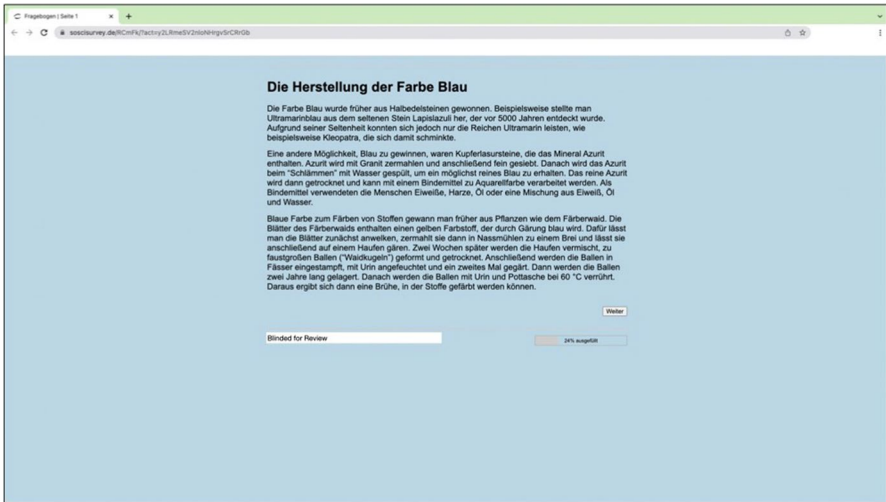 Fragebogen | Seite 1
Die Herstellung der Farbe Blau
Die Farbe Blau wurde früher aus Halbedelsteinen gewonnen. Beispielsweise stellte man
Ultramarinblau aus dem seltenen Stein Lapislazuli her, der vor 5000 Jahren entdeckt wurde.
Aufgrund seiner Seltenheit konnten sich jedoch nur die Reichen Ultramarin leisten, wie
beispielsweise Kleopatra, die sich damit schminkte.
Eine andere Möglichkeit, Blau zu gewinnen, waren Kupferlasursteine, die das Mineral Azurit
enthalten. Azurit wird mit Granit zermahlen und anschließend fein gesiebt. Danach wird das Azurit
beim "Schlämmen" mit Wasser gespült, um ein möglichst reines Blau zu erhalten. Das reine Azurit
wird dann getrocknet und kann mit einem Bindemittel zu Aquarellfarbe verarbeitet werden. Als
Bindemittel verwendeten die Menschen Eiweiße, Harze, Öl oder eine Mischung aus Eiweiß, Öl
und Wasser.
Blaue Farbe zum Färben von Stoffen gewann man früher aus Pflanzen wie dem Färberwaid. Die
Blätter des Färberwaids enthalten einen gelben Farbstoff, der durch Gärung blau wird. Dafür lässt
man die Blätter zunächst anwelken, zermahlt sie dann in Nassmühlen zu einem Brei und lässt sie
anschließend auf einem Haufen gären. Zwei Wochen später werden die Haufen vermischt, zu
faustgroßen Ballen ("Waidkugeln") geformt und getrocknet. Anschließend werden die Ballen in
Fässer eingestampft, mit Urin angefeuchtet und ein zweites Mal gegärt. Dann werden die Ballen
zwei Jahre lang gelagert. Danach werden die Ballen mit Urin und Pottasche bei 60 °C verrührt.
Daraus ergibt sich dann eine Brühe, in der Stoffe gefärbt werden können.
Weiter
Blinded for Review
24% ausgefüllt